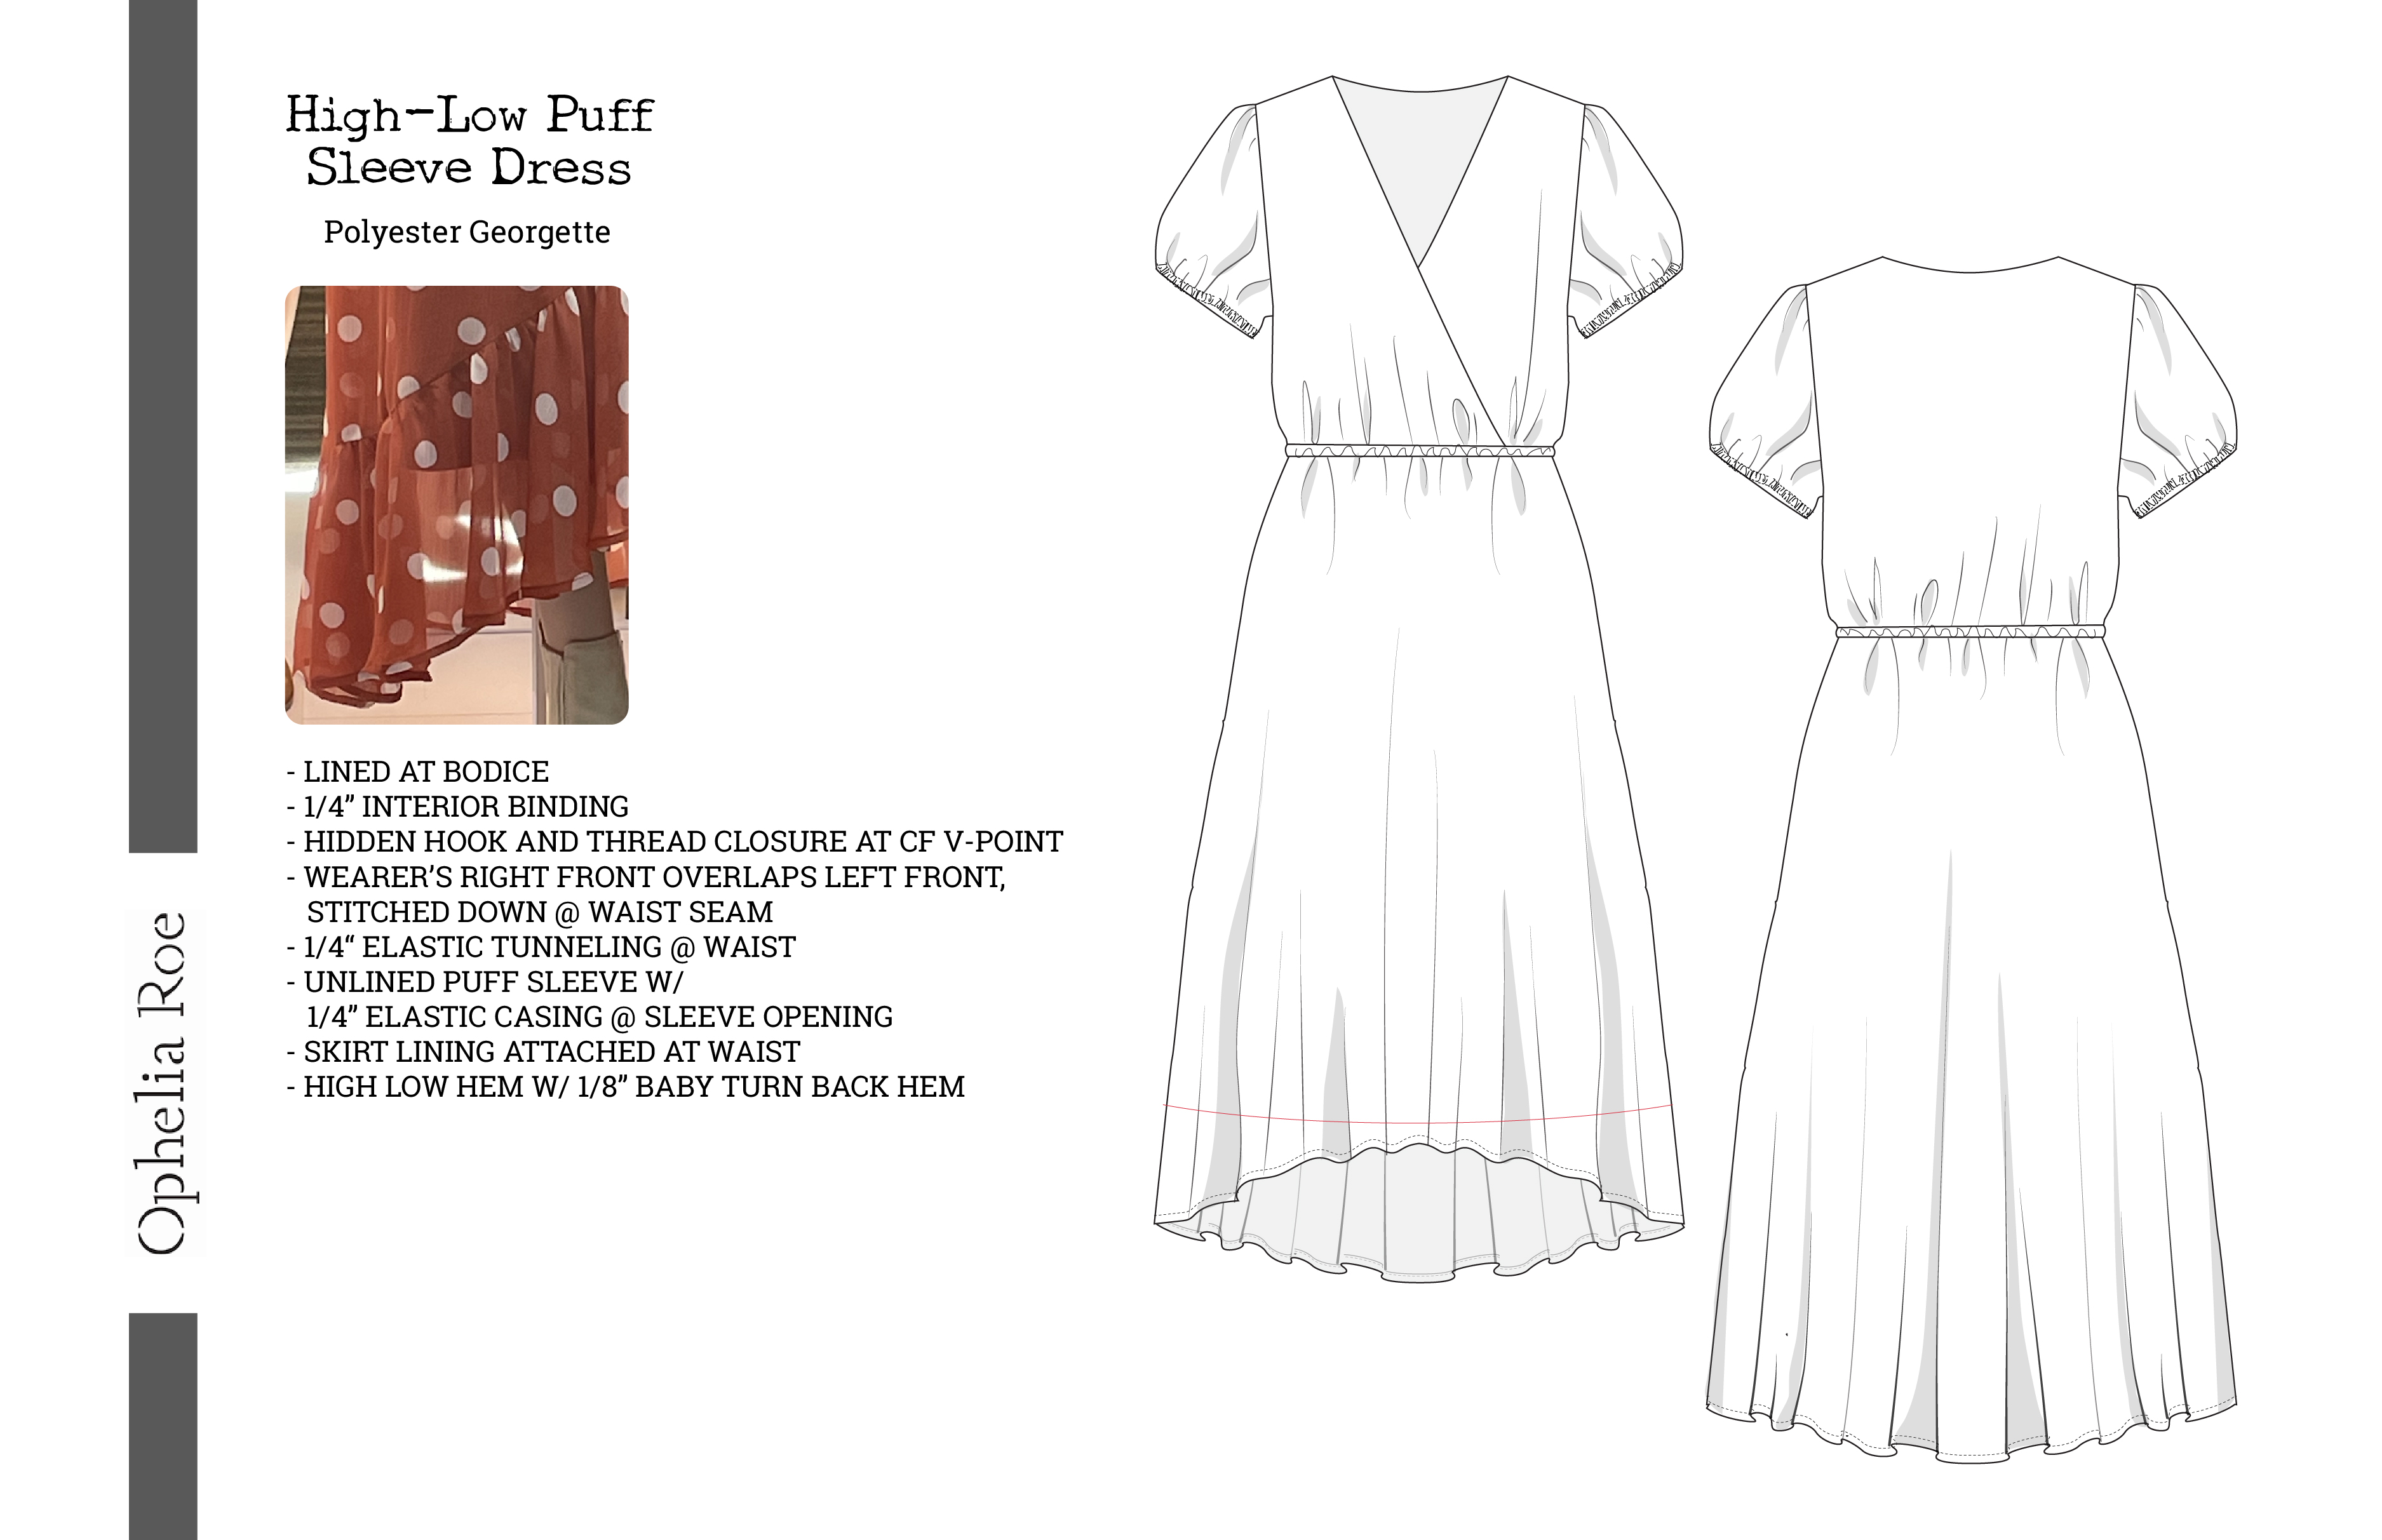 High-Low Puff
Sleeve Dress
Polyester Georgette
- LINED AT BODICE
- 1/4” INTERIOR BINDING
- HIDDEN HOOK AND THREAD CLOSURE AT CF V-POINT
- WEARER’S RIGHT FRONT OVERLAPS LEFT FRONT,
STITCHED DOWN @ WAIST SEAM
- 1/4“ ELASTIC TUNNELING @ WAIST
- UNLINED PUFF SLEEVE W/
1/4” ELASTIC CASING @ SLEEVE OPENING
- SKIRT LINING ATTACHED AT WAIST
- HIGH LOW HEM W/ 1/8” BABY TURN BACK HEM
Ophelia Roe